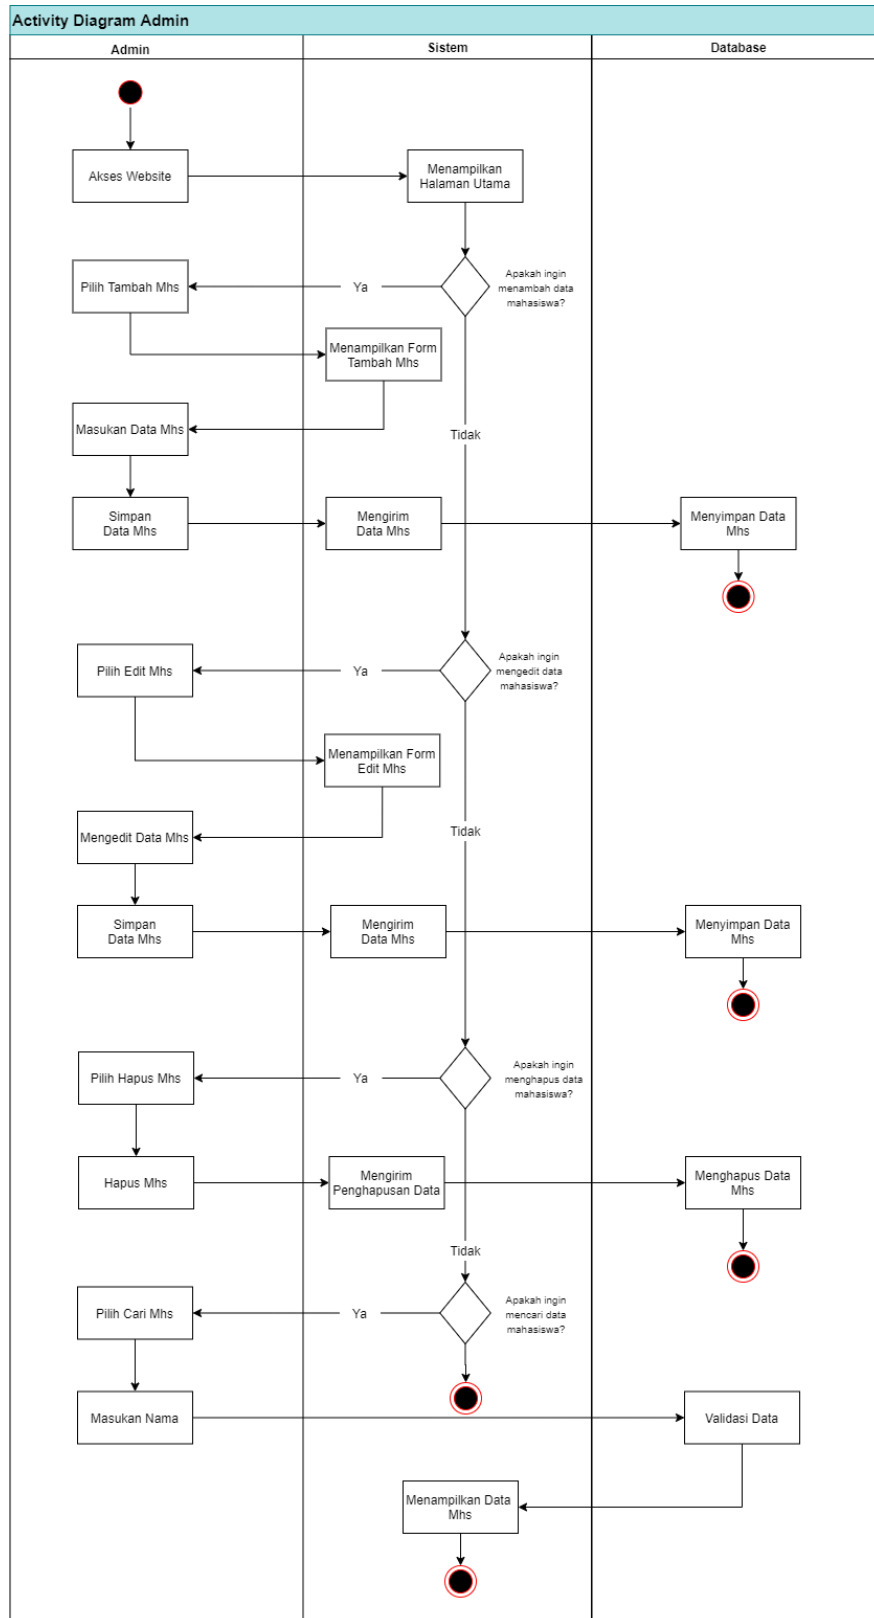 Activity Diagram Admin
Admin
Sistem
Database
Akses Website
Menampilkan
Halaman Utama
Apakah ingin
menambah data
mahasiswa?
Pilih Tambah Mhs
Ya
Menampilkan Form
Tambah Mhs
Masukan Data Mhs
Tidak
Simpan
Data Mhs
Mengirim
Data Mhs
Menyimpan Data
Mhs
Apakah ingin
mengedit data
mahasiswa?
Pilih Edit Mhs
Ya
Menampilkan Form
Edit Mhs
Mengedit Data Mhs
Tidak
Simpan
Data Mhs
Mengirim
Data Mhs
Menyimpan Data
Mhs
Apakah ingin
menghapus data
mahasiswa?
Pilih Hapus Mhs
Ya
Hapus Mhs
Mengirim
Penghapusan Data
Menghapus Data
Mhs
Tidak
Apakah ingin
mencari data
mahasiswa?
Pilih Cari Mhs
Ya
Masukan Nama
Validasi Data
Menampilkan Data
Mhs